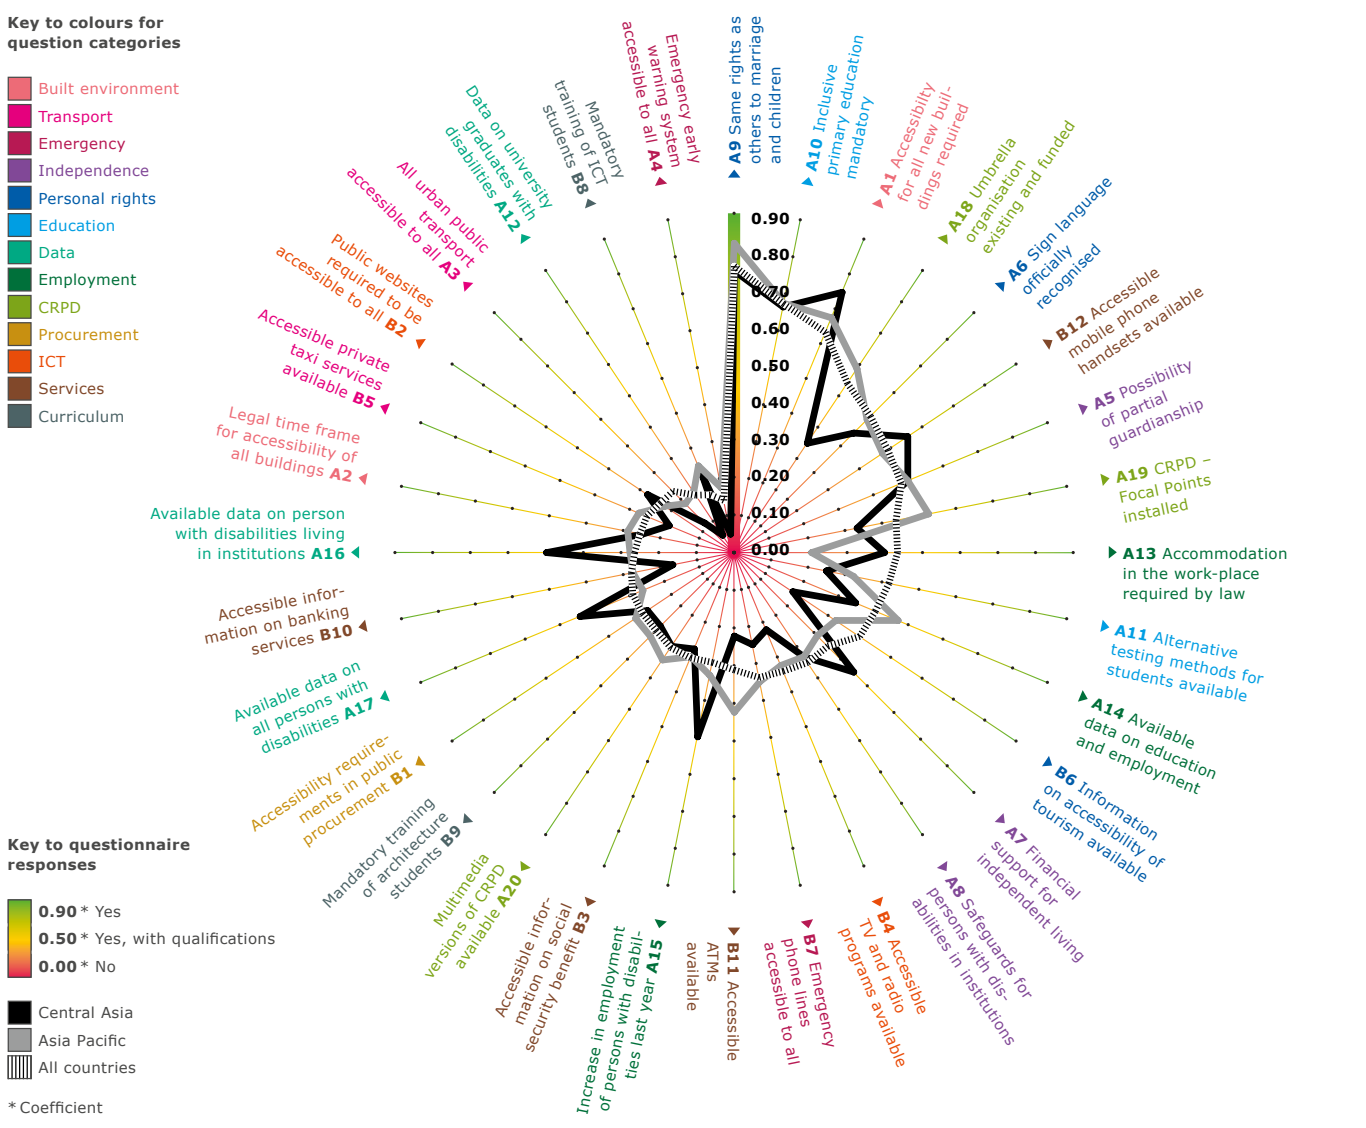 Key to colours for
question categories
Built environment
Transport
Emergency
Independence
Personal rights
Education
Data
Employment
CRPD
Procurement
ICT
Services
Curriculum
A9 Same rights as
others to marriage
and children
A10 Inclusive
primary education
mandatory
A1 Accessibilty
for all new buil-
dings required
A18 Umbrella
organisation
existing and funded
A6 Sign language
officially
recognised
B12 Accessible
mobile phone
handsets available
A5 Possibility
of partial
guardianship
A19 CRPD –
Focal Points
installed
A13 Accommodation
in the work-place
required by law
A11 Alternative
testing methods for
students available
A14 Available
data on education
and employment
B6 Information
on accessibility of
tourism available
A7 Financial
support for
independent living
A8 Safeguards for
persons with dis-
abilities in institutions
B4 Accessible
TV and radio
programs available
B7 Emergency
phone lines
accessible to all
B11 Accessible
ATMs
available
Increase in employment
of persons with disabili-
ties last year A15
Accessible infor-
mation on social
security benefit B3
Multimedia
versions of CRPD
available A20
Mandatory training
of architecture
students B9
Accessibility require-
ments in public
procurement B1
Available data on
all persons with
disabilities A17
Accessible infor-
mation on banking
services B10
Available data on person
with disabilities living
in institutions A16
Legal time frame
for accessibility of
all buildings A2
Accessible private
taxi services
available B5
Public websites
required to be
accessible to all B2
All urban public
transport
accessible to all A3
Data on university
graduates with
disabilities A12
Mandatory
training of ICT
students B8
Emergency early
warning system
accessible to all A4
0.90
0.80
0.70
0.60
0.50
0.40
0.30
0.20
0.10
0.00
Key to questionnaire
responses
0.90 * Yes
0.50 * Yes, with qualifications
0.00 * No
Central Asia
Asia Pacific
All countries
* Coefficient